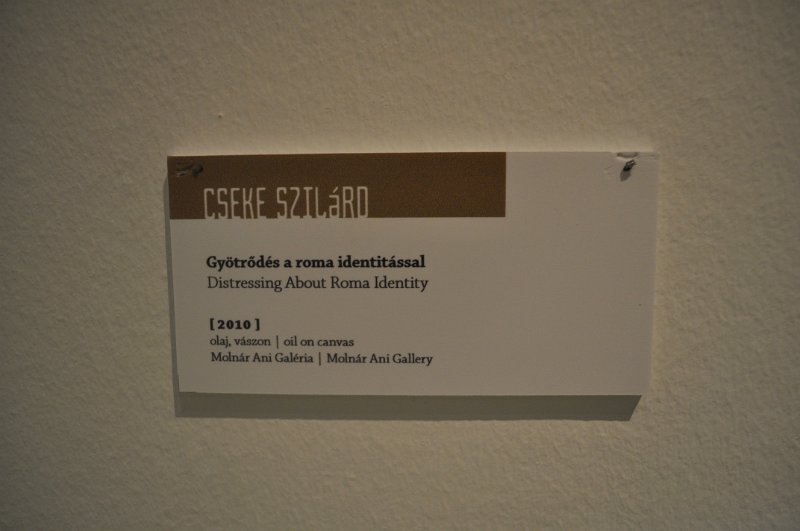 CSEKE SZILáRD
Gyötrődés a roma identitással
Distressing About Roma Identity
[ 2010 ]
olaj, vászon | oil on canvas
Molnár Ani Galéria | Molnár Ani Gallery